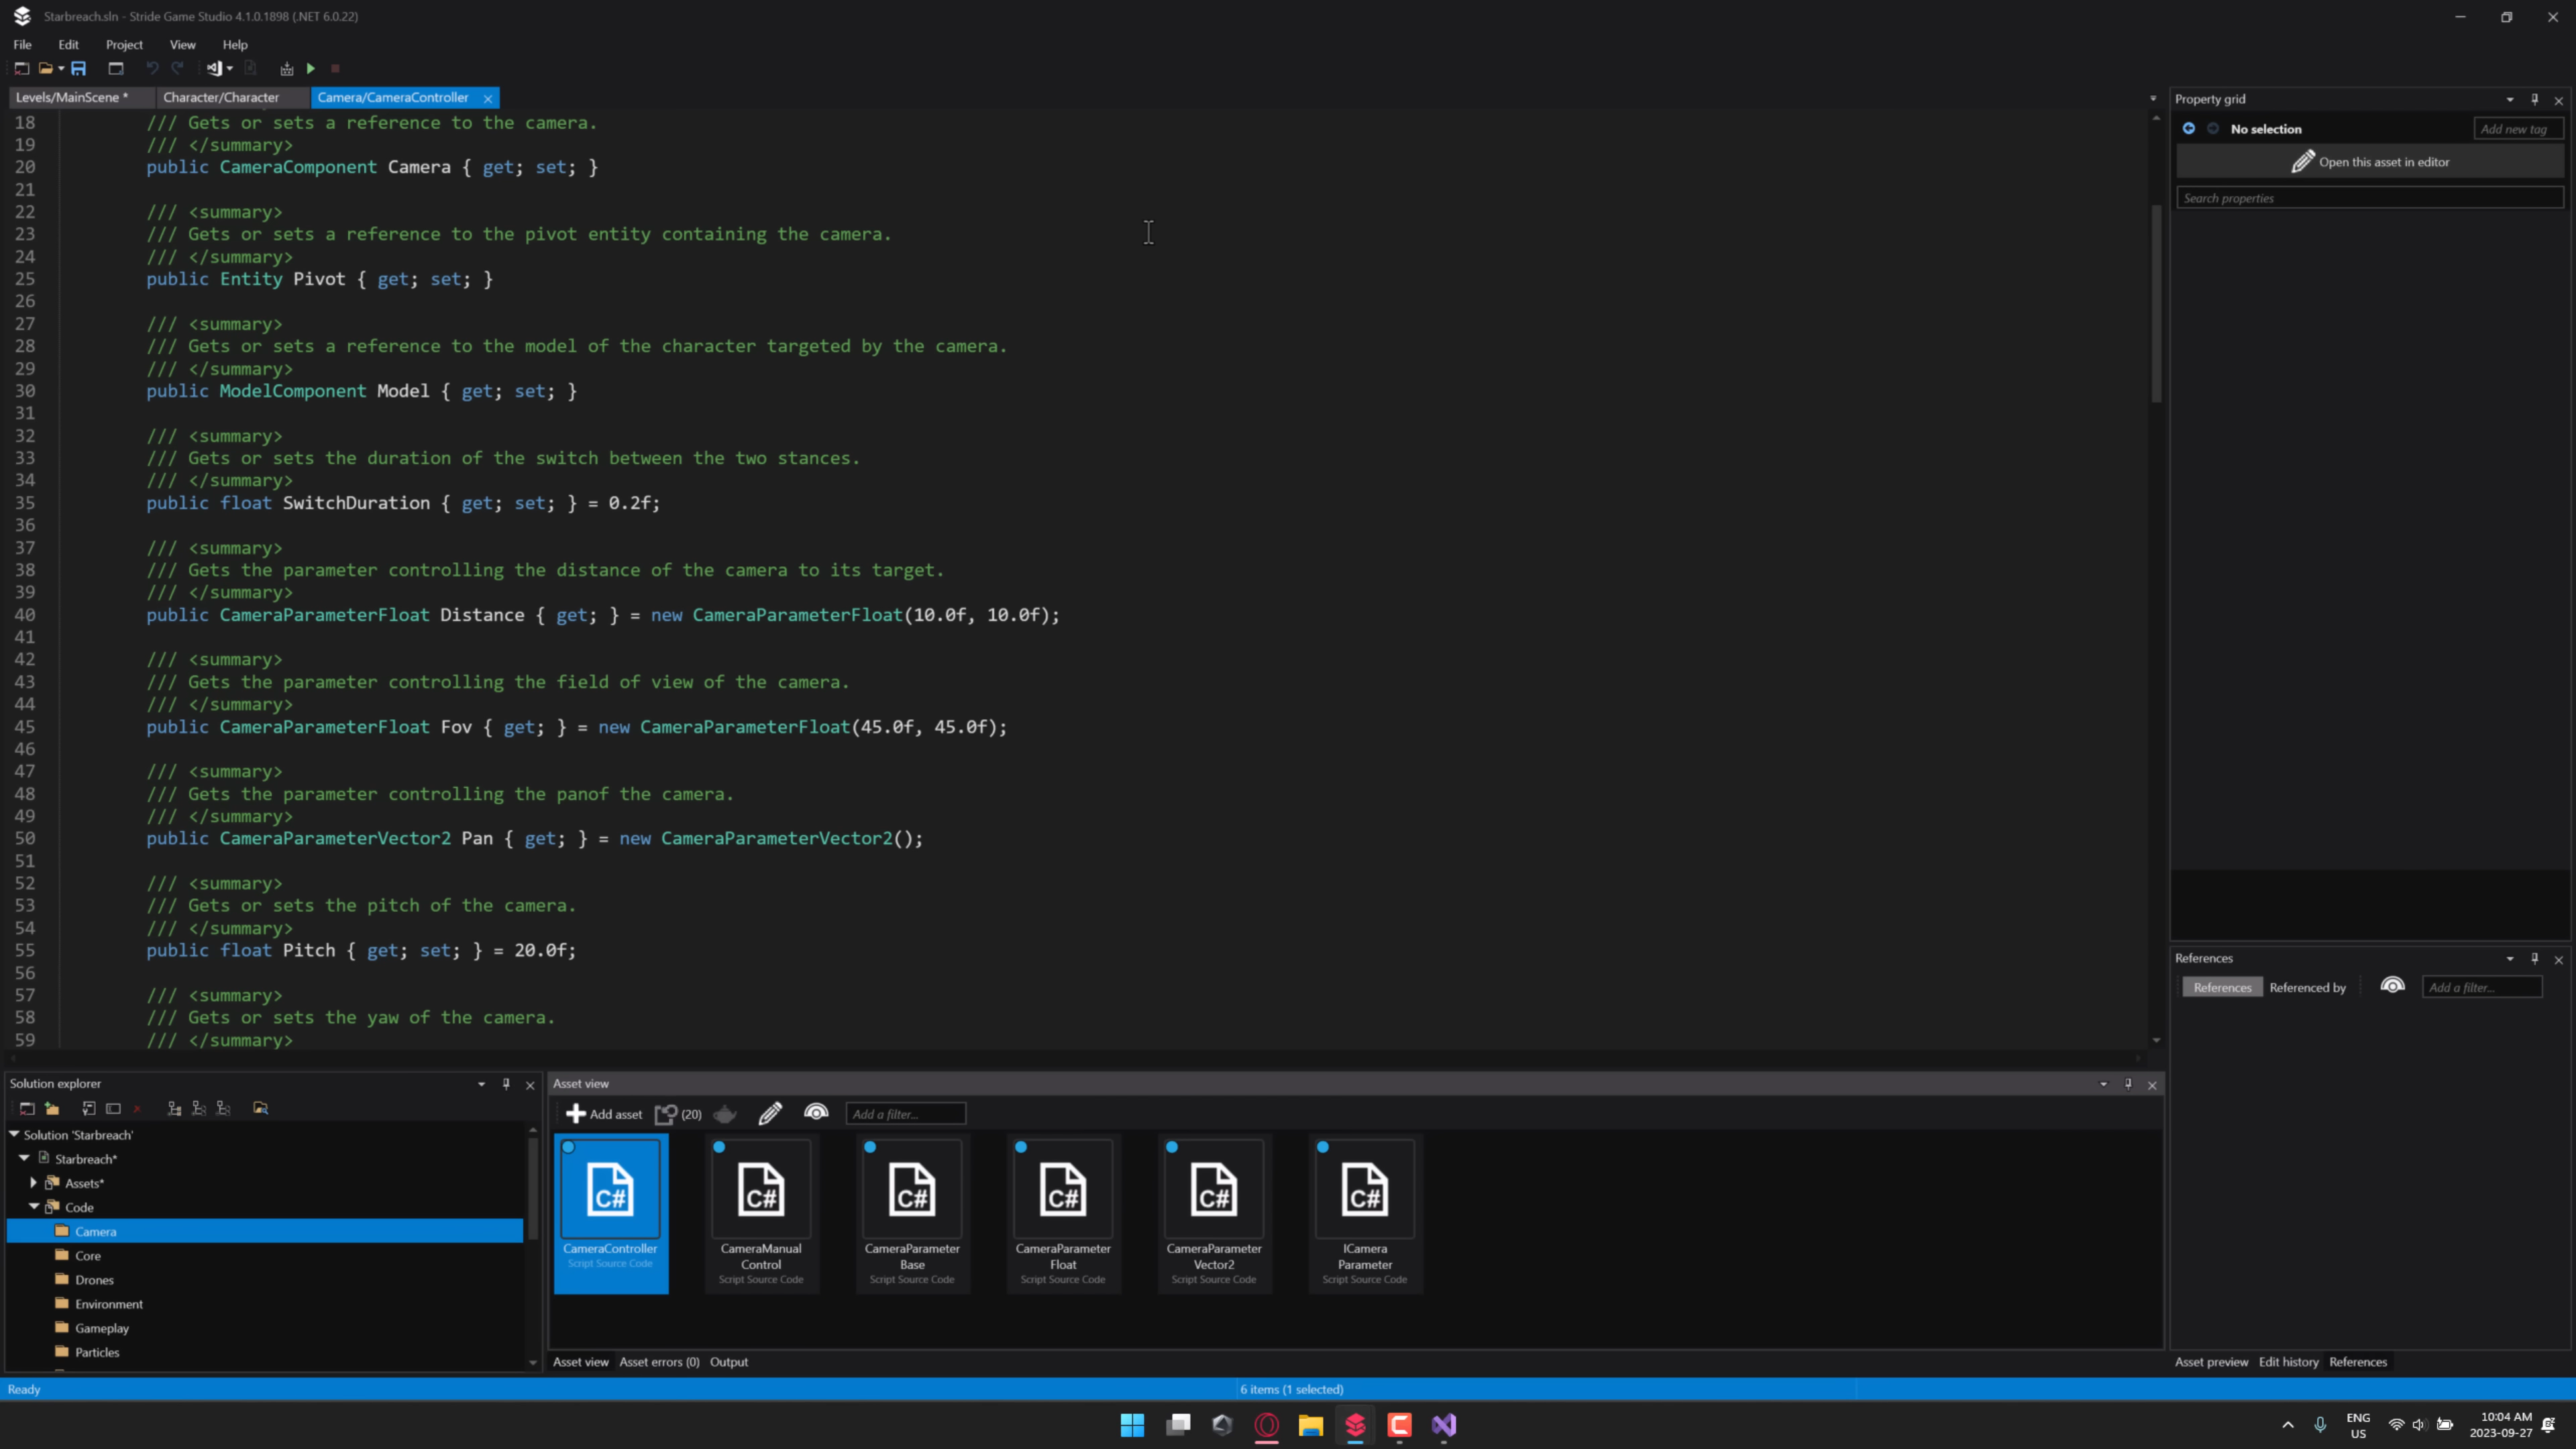 Starbreach.sln - Stride Game Studio 4.1.0.1898 (.NET 6.0.22)
File Edit Project View Help
Levels/MainScene * Character/Character Camera/CameraController
18 /// Gets or sets a reference to the camera.
19 /// </summary>
20 public CameraComponent Camera { get; set; }
21
22 /// <summary>
23 /// Gets or sets a reference to the pivot entity containing the camera.
24 /// </summary>
25 public Entity Pivot { get; set; }
26
27 /// <summary>
28 /// Gets or sets a reference to the model of the character targeted by the camera.
29 /// </summary>
30 public ModelComponent Model { get; set; }
31
32 /// <summary>
33 /// Gets or sets the duration of the switch between the two stances.
34 /// </summary>
35 public float SwitchDuration { get; set; } = 0.2f;
36
37 /// <summary>
38 /// Gets the parameter controlling the distance of the camera to its target.
39 /// </summary>
40 public CameraParameterFloat Distance { get; } = new CameraParameterFloat(10.0f, 10.0f);
41
42 /// <summary>
43 /// Gets the parameter controlling the field of view of the camera.
44 /// </summary>
45 public CameraParameterFloat Fov { get; } = new CameraParameterFloat(45.0f, 45.0f);
46
47 /// <summary>
48 /// Gets the parameter controlling the panof the camera.
49 /// </summary>
50 public CameraParameterVector2 Pan { get; } = new CameraParameterVector2();
51
52 /// <summary>
53 /// Gets or sets the pitch of the camera.
54 /// </summary>
55 public float Pitch { get; set; } = 20.0f;
56
57 /// <summary>
58 /// Gets or sets the yaw of the camera.
59 /// </summary>
Property grid
No selection Add new tag
Open this asset in editor
Search properties
References
References Referenced by Add a filter...
Asset preview Edit history References
Solution explorer
Solution 'Starbreach'
Starbreach*
Assets*
Code
Camera
Core
Drones
Environment
Gameplay
Particles
Asset view
Add asset (20) Add a filter...
C# C# C# C# C# C#
CameraController
Script Source Code
CameraManual
Control
Script Source Code
CameraParameter
Base
Script Source Code
CameraParameter
Float
Script Source Code
CameraParameter
Vector2
Script Source Code
ICamera
Parameter
Script Source Code
Asset view Asset errors (0) Output
Ready 6 items (1 selected)
ENG
US
10:04 AM
2023-09-27